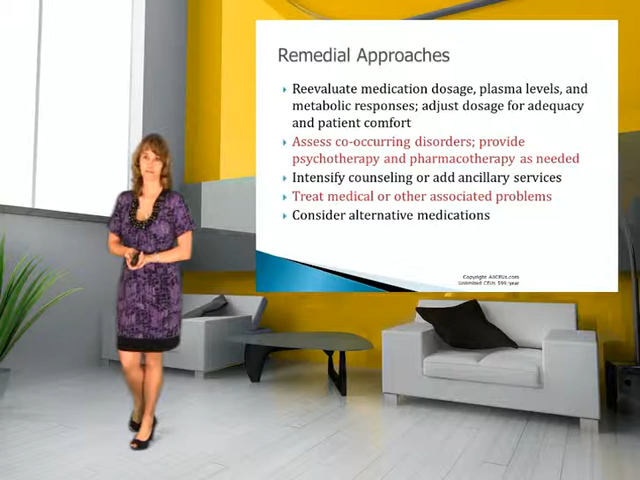 Remedial Approaches
Reevaluate medication dosage, plasma levels, and
metabolic responses; adjust dosage for adequacy
and patient comfort
Assess co-occurring disorders; provide
psychotherapy and pharmacotherapy as needed
Intensify counseling or add ancillary services
Treat medical or other associated problems
Consider alternative medications
Copyright AllCEUs.com
Unlimited CEUs $99/year